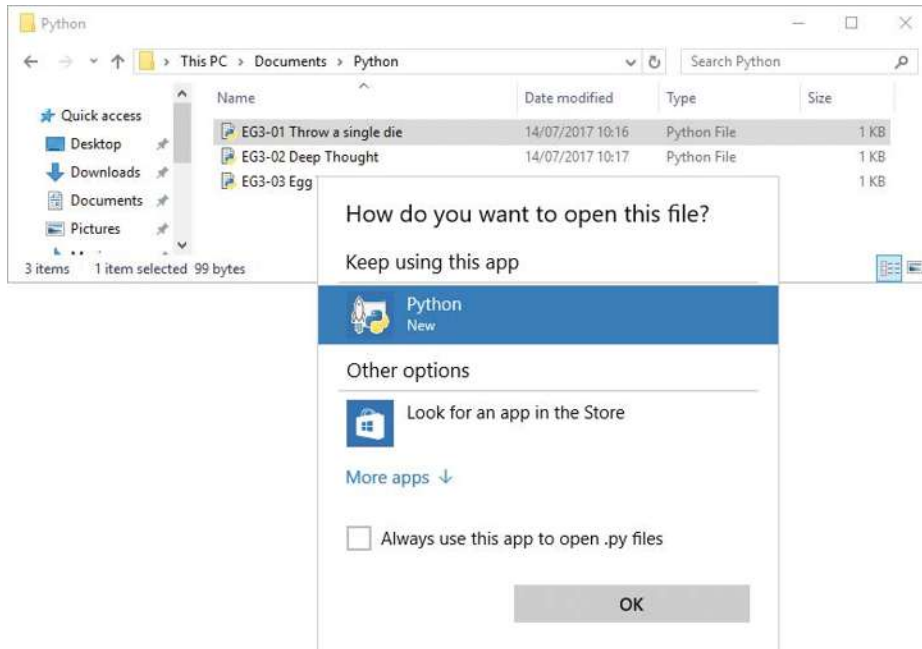 Python
This PC > Documents > Python
Search Python
Name
Date modified
Type
Size
Quick access
Desktop
Downloads
Documents
Pictures
EG3-01 Throw a single die 14/07/2017 10:16 Python File 1 KB
EG3-02 Deep Thought 14/07/2017 10:17 Python File 1 KB
EG3-03 Egg 1 KB
3 items 1 item selected 99 bytes
How do you want to open this file?
Keep using this app
Python
New
Other options
Look for an app in the Store
More apps
Always use this app to open .py files
OK